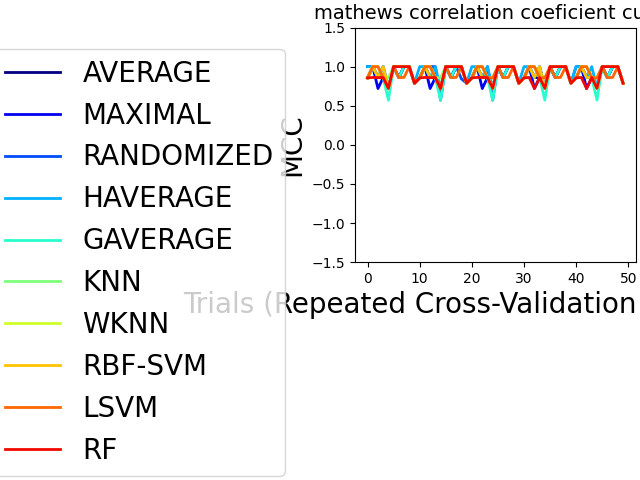 mathews correlation coeficient cu
AVERAGE
MAXIMAL
RANDOMIZED
HAVERAGE
GAVERAGE
KNN
WKNN
RBF-SVM
LSVM
RF
MCC
1.5
1.0
0.5
0.0
−0.5
−1.0
−1.5
0 10 20 30 40 50
Trials (Repeated Cross-Validation